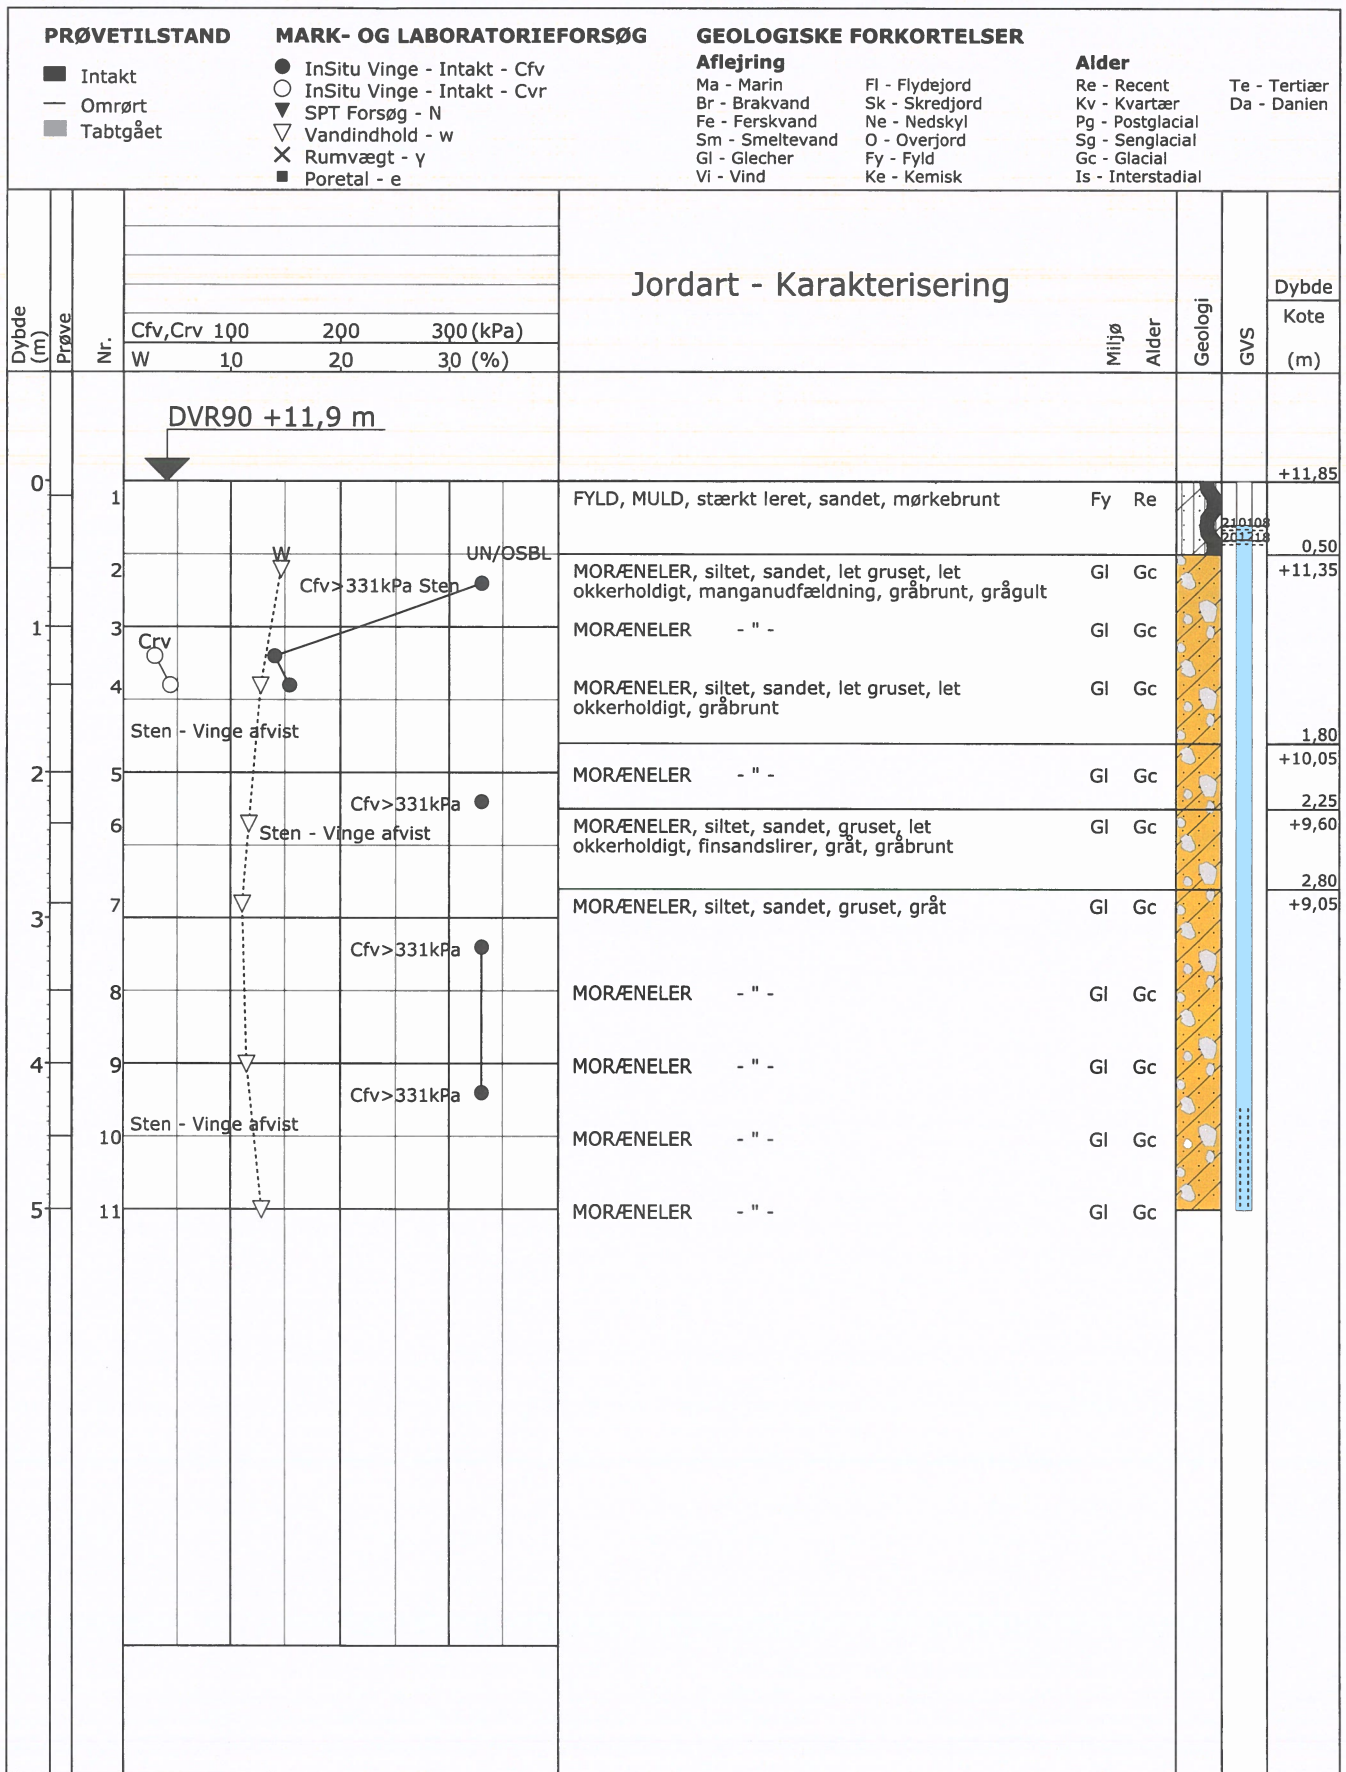 PRØVETILSTAND
Intakt
Omrørt
Tabtgået
MARK- OG LABORATORIEFORSØG
InSitu Vinge - Intakt - Cfv
InSitu Vinge - Intakt - Cvr
SPT Forsøg - N
Vandindhold - w
Rumvægt - γ
Poretal - e
GEOLOGISKE FORKORTELSER
Aflejring
Ma - Marin
Br - Brakvand
Fe - Ferskvand
Sm - Smeltevand
Gl - Glecher
Vi - Vind
Fl - Flydejord
Sk - Skredjord
Ne - Nedskyl
O - Overjord
Fy - Fyld
Ke - Kemisk
Alder
Re - Recent
Kv - Kvartær
Pg - Postglacial
Sg - Senglacial
Gc - Glacial
Is - Interstadial
Te - Tertiær
Da - Danien
Dybde (m)
Prøve
Nr.
Cfv,Crv 100 200 300 (kPa)
W 10 20 30 (%)
Jordart - Karakterisering
Miljø
Alder
Geologi
GVS
Dybde
Kote
(m)
DVR90 +11,9 m
+11,85
0
1 FYLD, MULD, stærkt leret, sandet, mørkebrunt Fy Re
210108
201218
0,50
W UN/OSBL
2 MORÆNELER, siltet, sandet, let gruset, let Gl Gc +11,35
Cfv>331kPa Sten okkerholdigt, manganudfældning, gråbrunt, grågult
1 3 MORÆNELER - " - Gl Gc
Crv
4 MORÆNELER, siltet, sandet, let gruset, let Gl Gc
okkerholdigt, gråbrunt
Sten - Vinge afvist
1,80
+10,05
2 5 MORÆNELER - " - Gl Gc
Cfv>331kPa 2,25
6 MORÆNELER, siltet, sandet, gruset, let Gl Gc +9,60
Sten - Vinge afvist okkerholdigt, finsandslirer, gråt, gråbrunt
2,80
7 MORÆNELER, siltet, sandet, gruset, gråt Gl Gc +9,05
3
Cfv>331kPa
8 MORÆNELER - " - Gl Gc
4 9 MORÆNELER - " - Gl Gc
Cfv>331kPa
Sten - Vinge afvist
10 MORÆNELER - " - Gl Gc
5 11 MORÆNELER - " - Gl Gc